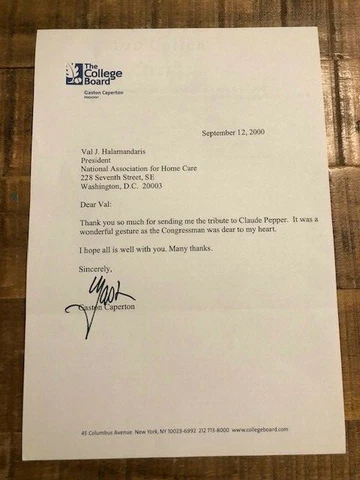 The
College
Board
Gaston Caperton
President
September 12, 2000
Val J. Halamandaris
President
National Association for Home Care
228 Seventh Street, SE
Washington, D.C. 20003
Dear Val:
Thank you so much for sending me the tribute to Claude Pepper. It was a
wonderful gesture as the Congressman was dear to my heart.
I hope all is well with you. Many thanks.
Sincerely,
Gaston
Gaston Caperton
45 Columbus Avenue, New York, NY 10023-6992 212 713-8000 www.collegeboard.com